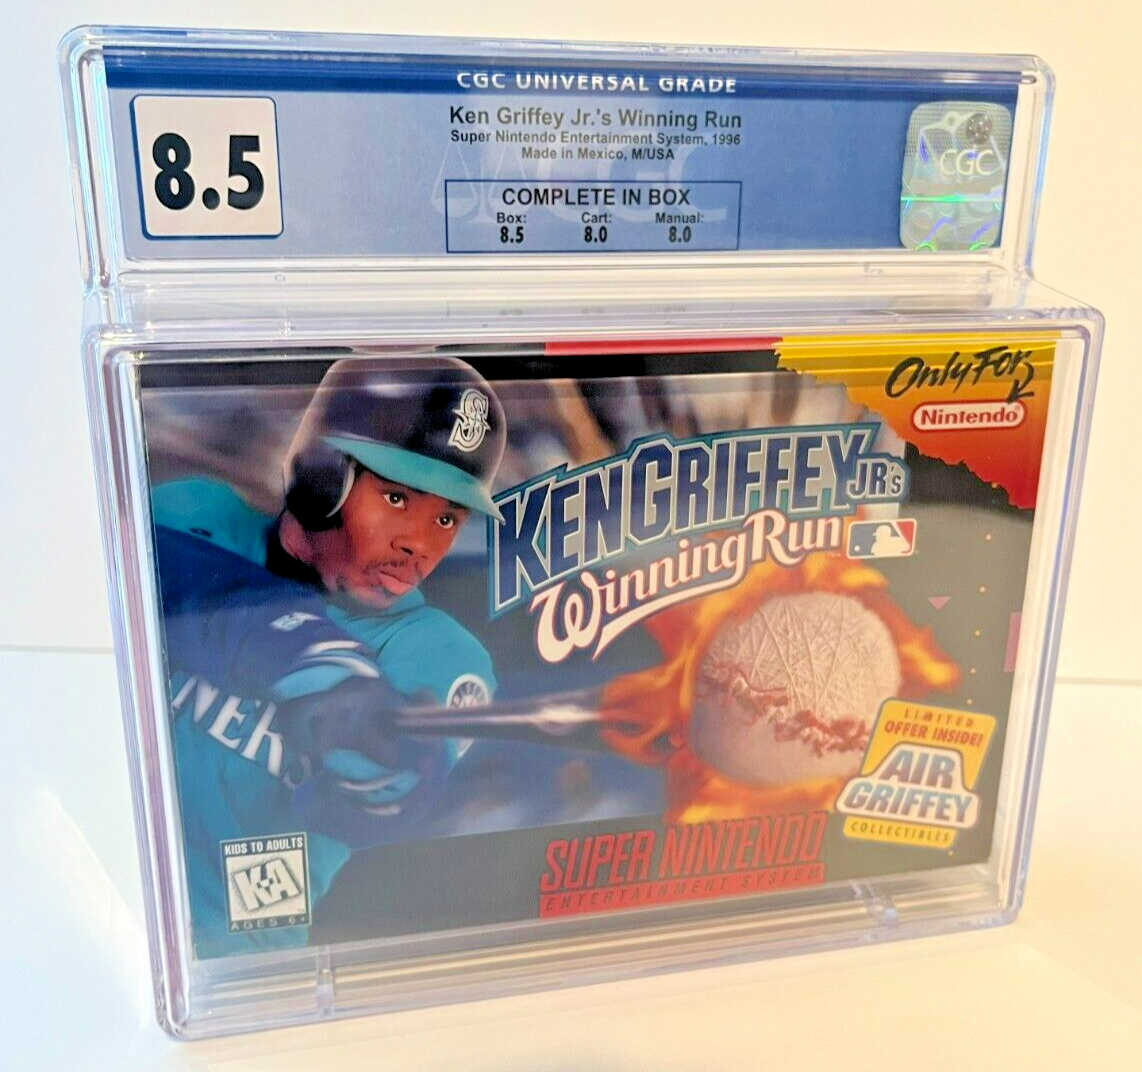 CGC UNIVERSAL GRADE
8.5
Ken Griffey Jr.'s Winning Run
Super Nintendo Entertainment System, 1996
Made in Mexico, M/USA
CGC
COMPLETE IN BOX
Box: Cart: Manual:
8.5 8.0 8.0
CGC
Only For
Nintendo®
S
KEN GRIFFEY JR's
Winning Run
NERS
LIMITED
OFFER INSIDE!
AIR
GRIFFEY
COLLECTIBLES
SUPER NINTENDO
ENTERTAINMENT SYSTEM
KIDS TO ADULTS
K-A
AGES 6+